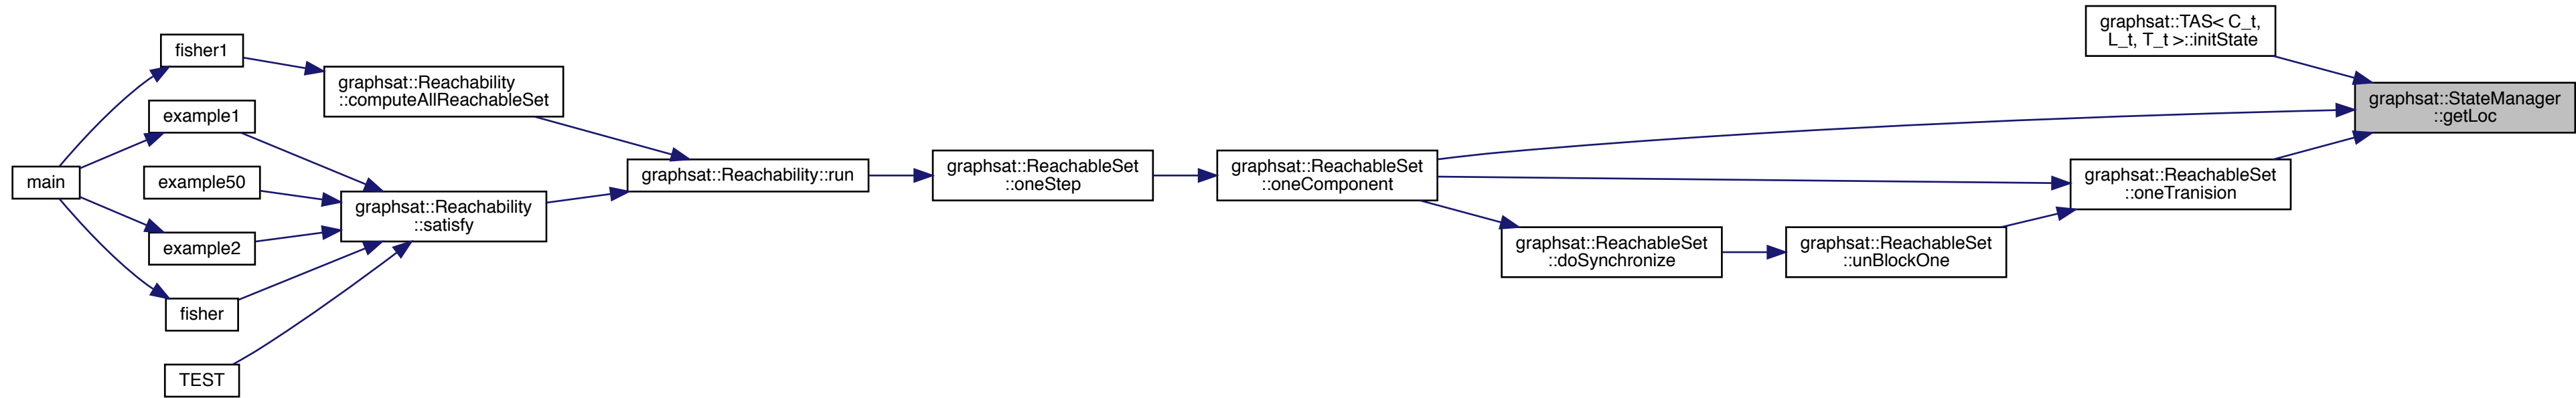 main
fisher1
example1
example50
example2
fisher
TEST
graphsat::Reachability
::computeAllReachableSet
graphsat::Reachability
::satisfy
graphsat::Reachability::run
graphsat::ReachableSet
::oneStep
graphsat::ReachableSet
::oneComponent
graphsat::ReachableSet
::doSynchronize
graphsat::ReachableSet
::unBlockOne
graphsat::TAS< C_t,
L_t, T_t >::initState
graphsat::ReachableSet
::oneTranision
graphsat::StateManager
::getLoc